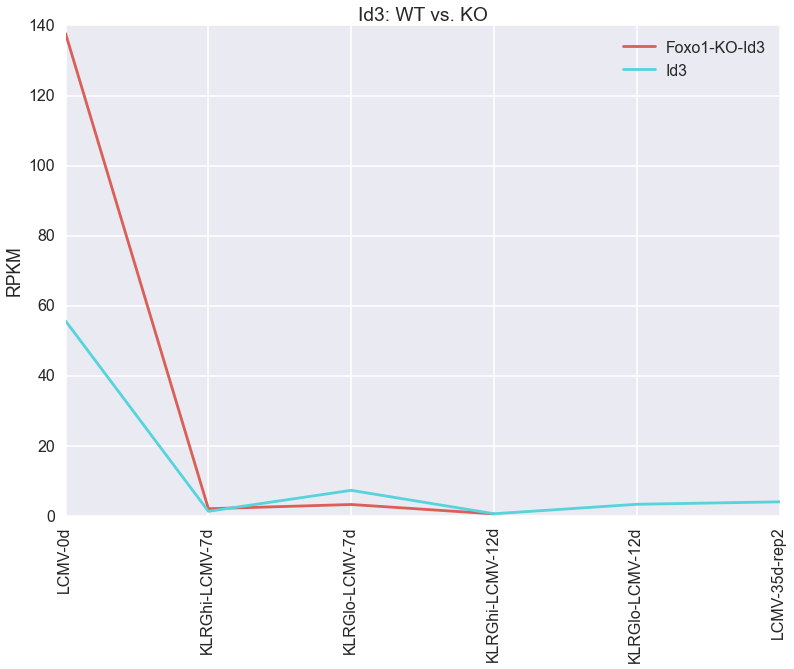 Id3: WT vs. KO
Foxo1-KO-Id3
Id3
RPKM
140
120
100
80
60
40
20
0
LCMV-0d
KLRGhi-LCMV-7d
KLRGlo-LCMV-7d
KLRGhi-LCMV-12d
KLRGlo-LCMV-12d
LCMV-35d-rep2